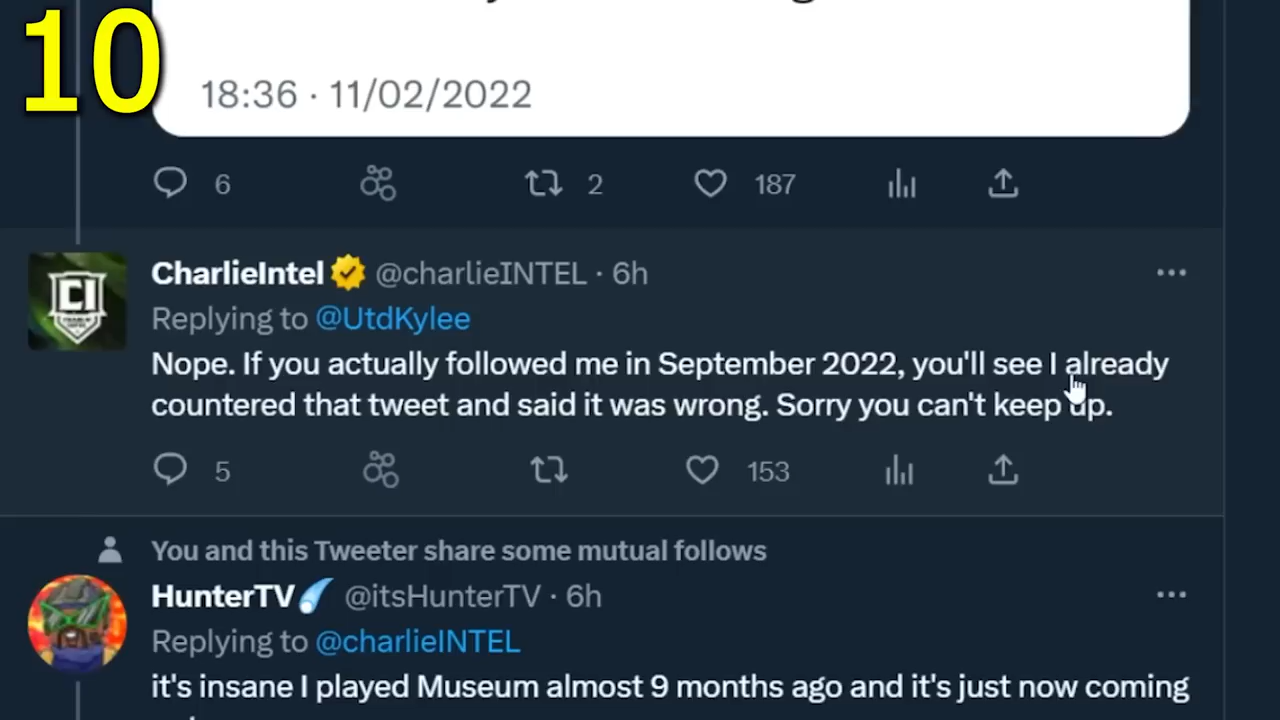 10
18:36 · 11/02/2022
6 2 187
CI
CharlieIntel @charlieINTEL · 6h
Replying to @UtdKylee
Nope. If you actually followed me in September 2022, you'll see I already
countered that tweet and said it was wrong. Sorry you can't keep up.
5 153
You and this Tweeter share some mutual follows
HunterTV @itsHunterTV · 6h
Replying to @charlieINTEL
it's insane I played Museum almost 9 months ago and it's just now coming